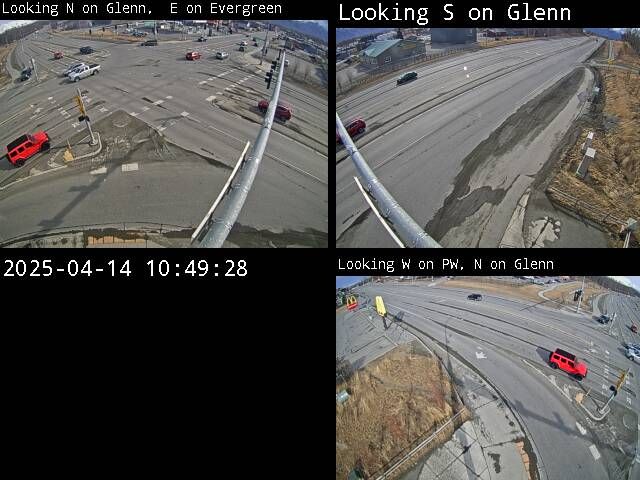 Looking N on Glenn,  E on Evergreen
Looking S on Glenn
2025-04-14 10:49:28
Looking W on PW, N on Glenn